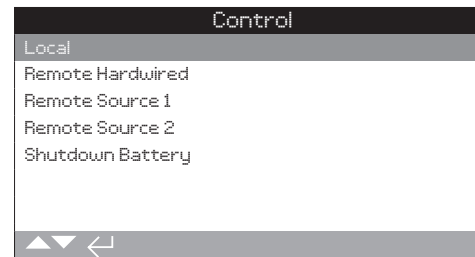 Control
Local
Remote Hardwired
Remote Source 1
Remote Source 2
Shutdown Battery